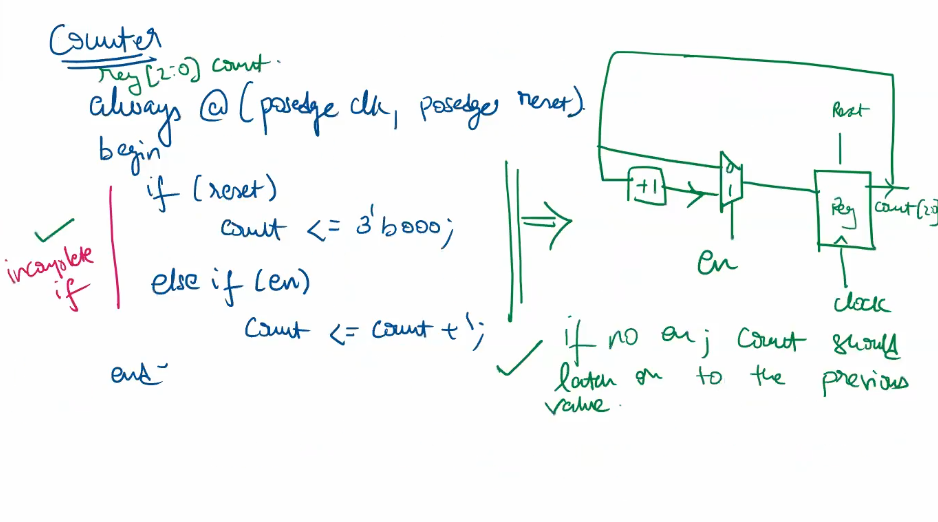 Counter
reg [2:0] count.
always @ (posedge clk, posedge reset)
begin
if (reset)
count <= 3'b000;
else if (en)
count <= count + 1;
end
incomplete
if
+1
0
1
en
Reset
Reg
count[2:0]
clock
if no en; count should
latch on to the previous
value.